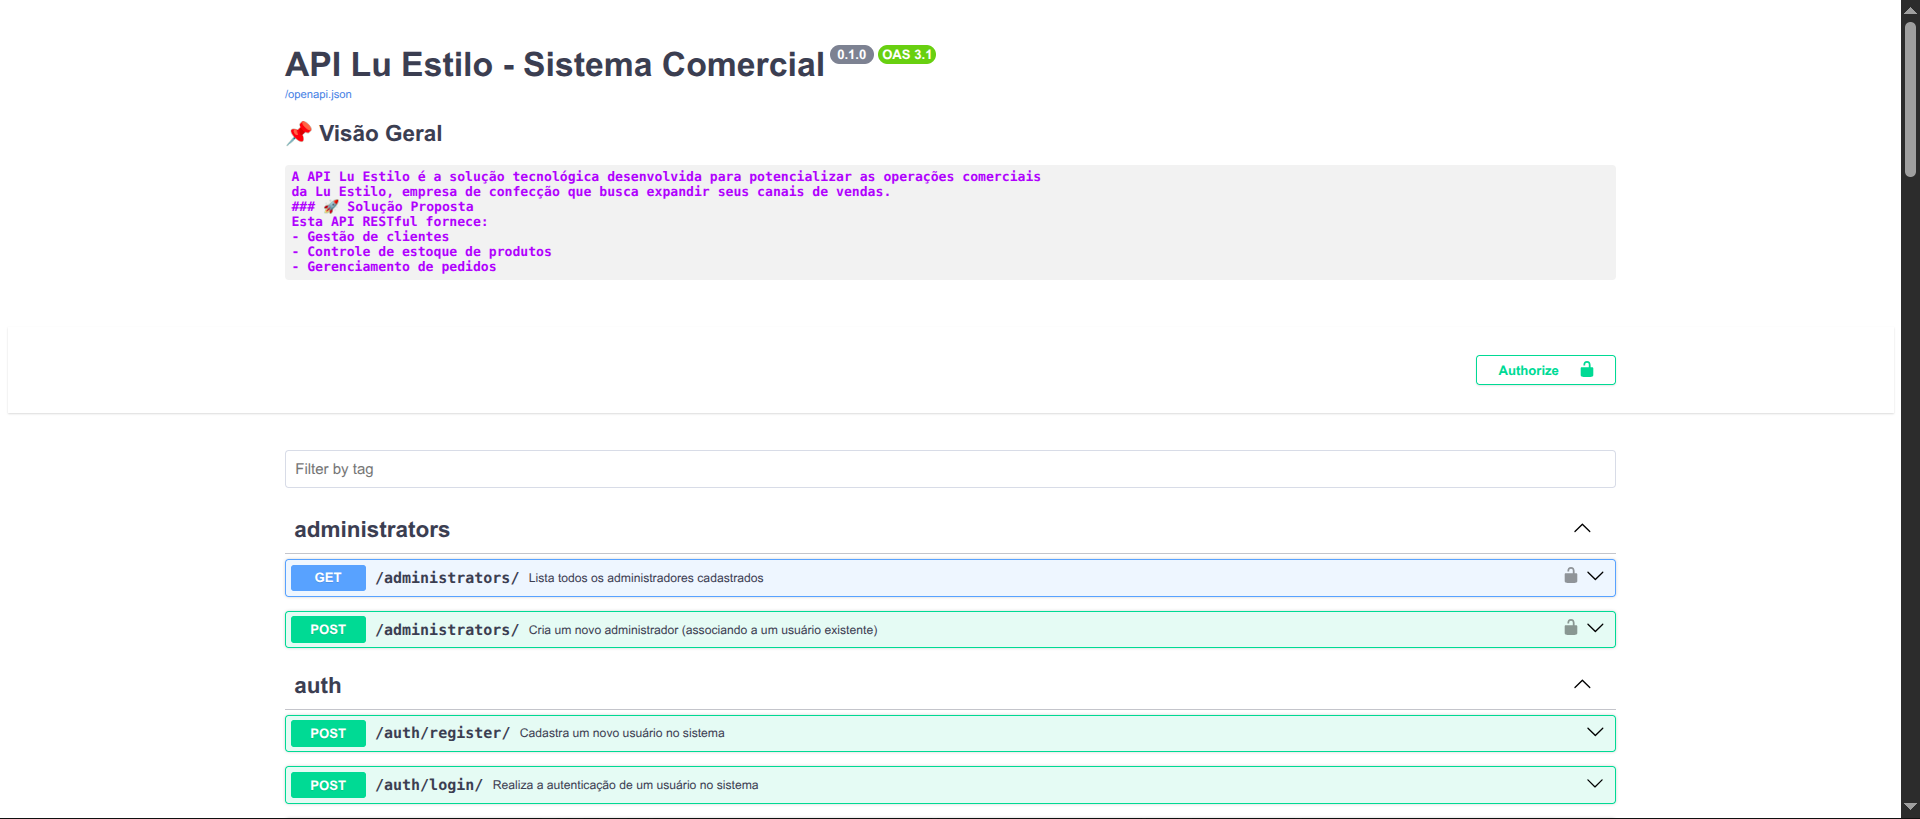 API Lu Estilo - Sistema Comercial 0.1.0 OAS 3.1
/openapi.json
📌 Visão Geral
A API Lu Estilo é a solução tecnológica desenvolvida para potencializar as operações comerciais
da Lu Estilo, empresa de confecção que busca expandir seus canais de vendas.
### 🚀 Solução Proposta
Esta API RESTful fornece:
- Gestão de clientes
- Controle de estoque de produtos
- Gerenciamento de pedidos
Authorize
Filter by tag
administrators
GET /administrators/ Lista todos os administradores cadastrados
POST /administrators/ Cria um novo administrador (associando a um usuário existente)
auth
POST /auth/register/ Cadastra um novo usuário no sistema
POST /auth/login/ Realiza a autenticação de um usuário no sistema